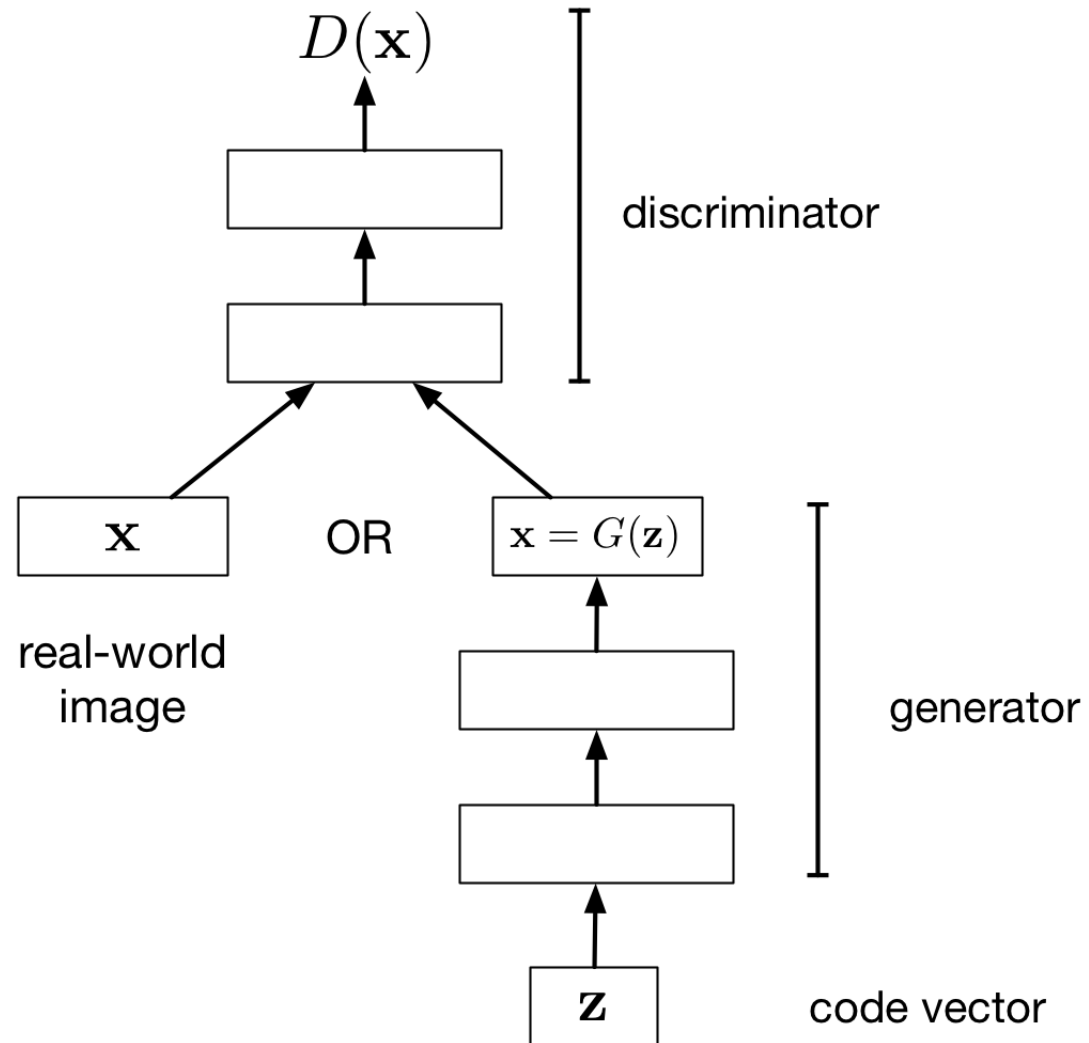 D(x)
discriminator
x
OR
x = G(z)
real-world
image
generator
z
code vector